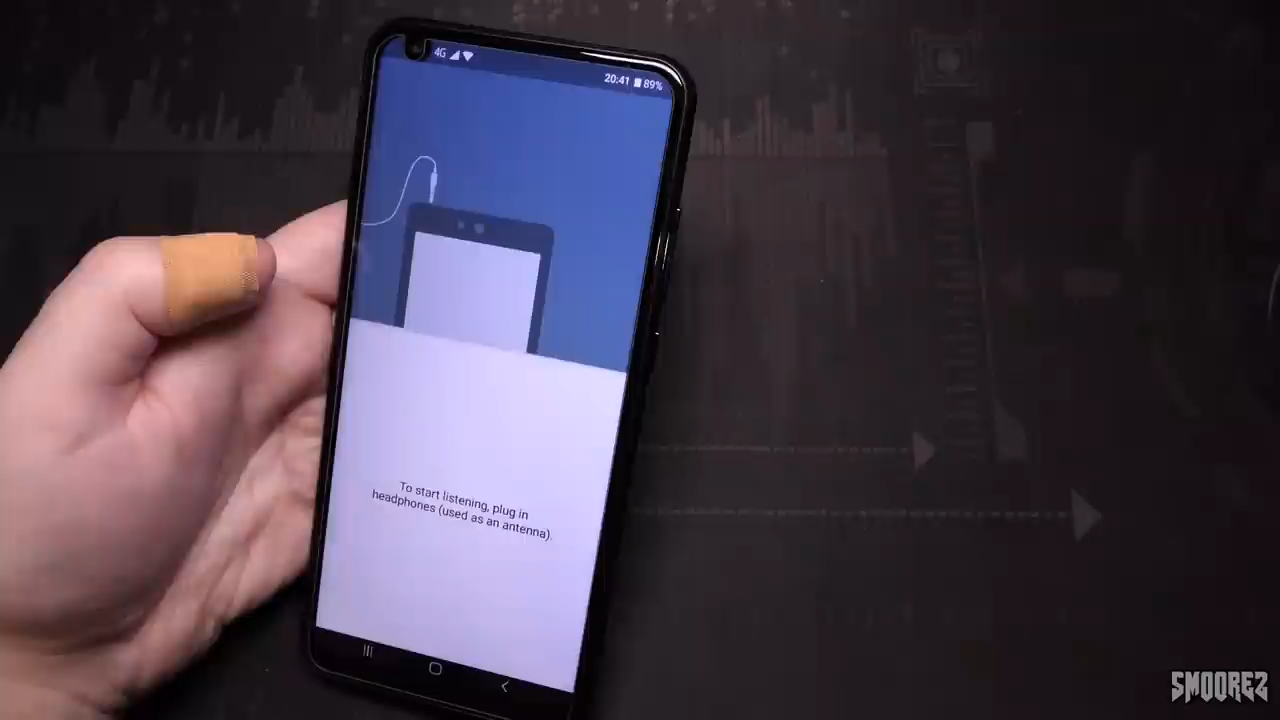 4G
20:41 89%
To start listening, plug in
headphones (used as an antenna).
SMOOREZ